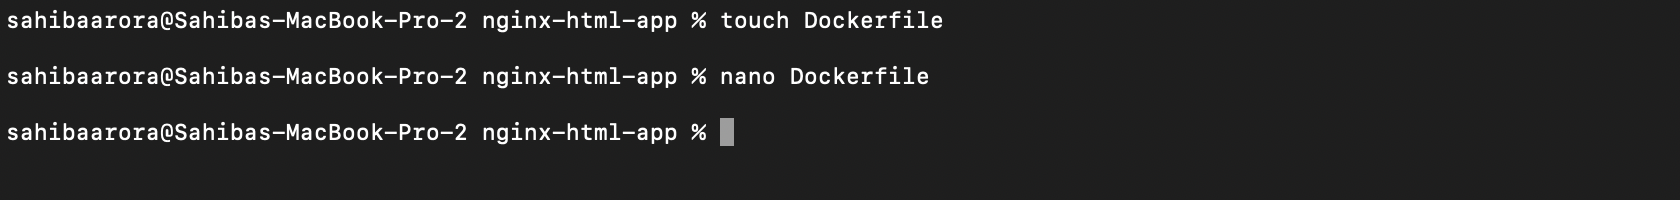 sahibaarora@Sahibas-MacBook-Pro-2 nginx-html-app % touch Dockerfile
sahibaarora@Sahibas-MacBook-Pro-2 nginx-html-app % nano Dockerfile
sahibaarora@Sahibas-MacBook-Pro-2 nginx-html-app %